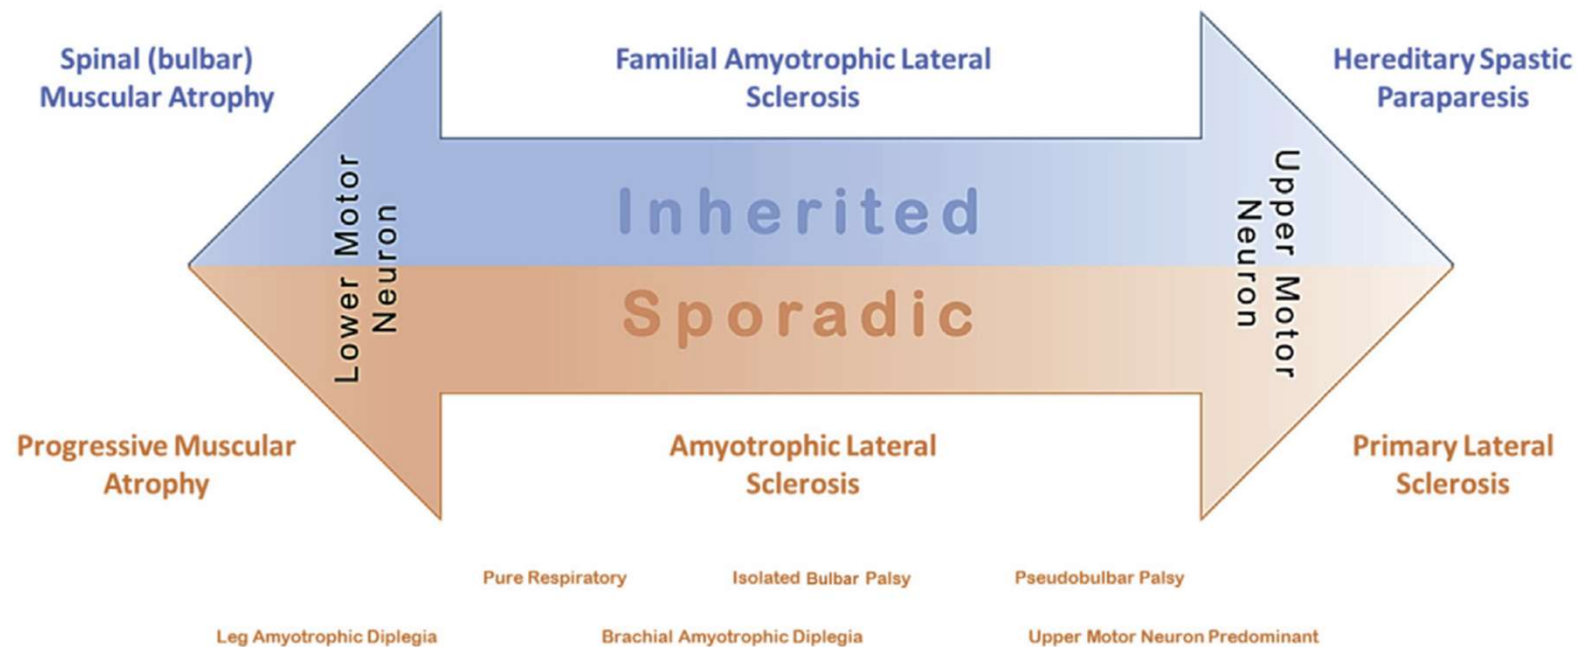 Spinal (bulbar)
Muscular Atrophy
Familial Amyotrophic Lateral
Sclerosis
Hereditary Spastic
Paraparesis
Lower Motor
Neuron
Inherited
Sporadic
Upper Motor
Neuron
Progressive Muscular
Atrophy
Amyotrophic Lateral
Sclerosis
Primary Lateral
Sclerosis
Pure Respiratory
Isolated Bulbar Palsy
Pseudobulbar Palsy
Leg Amyotrophic Diplegia
Brachial Amyotrophic Diplegia
Upper Motor Neuron Predominant